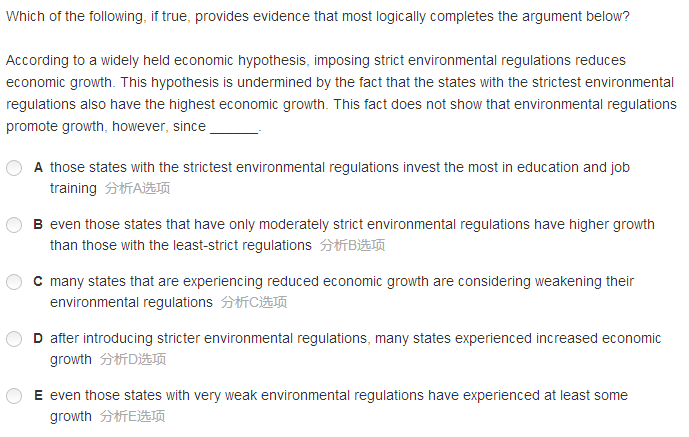 Which of the following, if true, provides evidence that most logically completes the argument below?
According to a widely held economic hypothesis, imposing strict environmental regulations reduces
economic growth. This hypothesis is undermined by the fact that the states with the strictest environmental
regulations also have the highest economic growth. This fact does not show that environmental regulations
promote growth, however, since ______.
A those states with the strictest environmental regulations invest the most in education and job
training 分析A选项
B even those states that have only moderately strict environmental regulations have higher growth
than those with the least-strict regulations 分析B选项
C many states that are experiencing reduced economic growth are considering weakening their
environmental regulations 分析C选项
D after introducing stricter environmental regulations, many states experienced increased economic
growth 分析D选项
E even those states with very weak environmental regulations have experienced at least some
growth 分析E选项